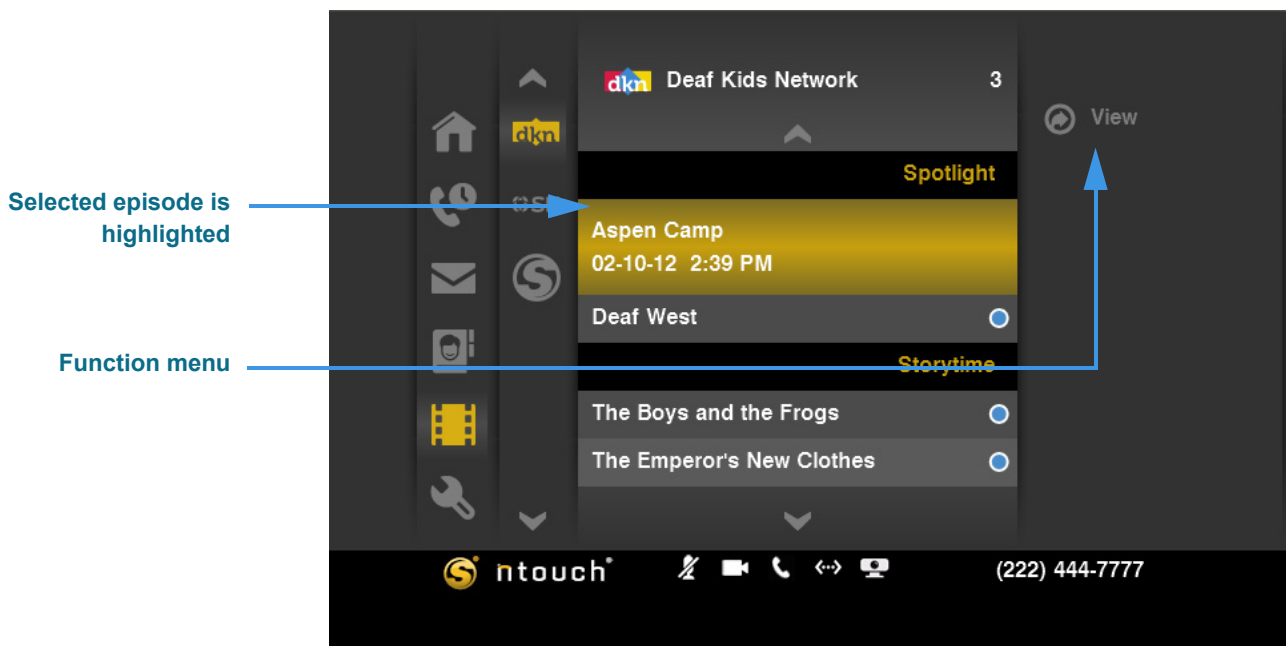 dkn Deaf Kids Network 3
View
dkn
Spotlight
Selected episode is
highlighted
Aspen Camp
02-10-12 2:39 PM
Deaf West
Function menu
Storytime
The Boys and the Frogs
The Emperor's New Clothes
ntouch
(222) 444-7777